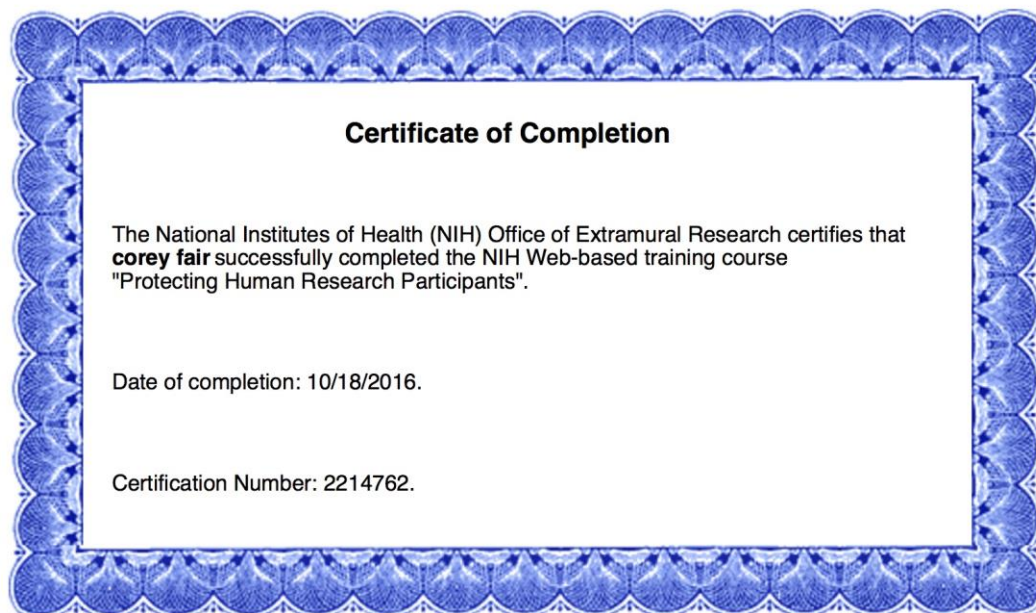 Certificate of Completion
The National Institutes of Health (NIH) Office of Extramural Research certifies that
corey fair successfully completed the NIH Web-based training course
"Protecting Human Research Participants".
Date of completion: 10/18/2016.
Certification Number: 2214762.